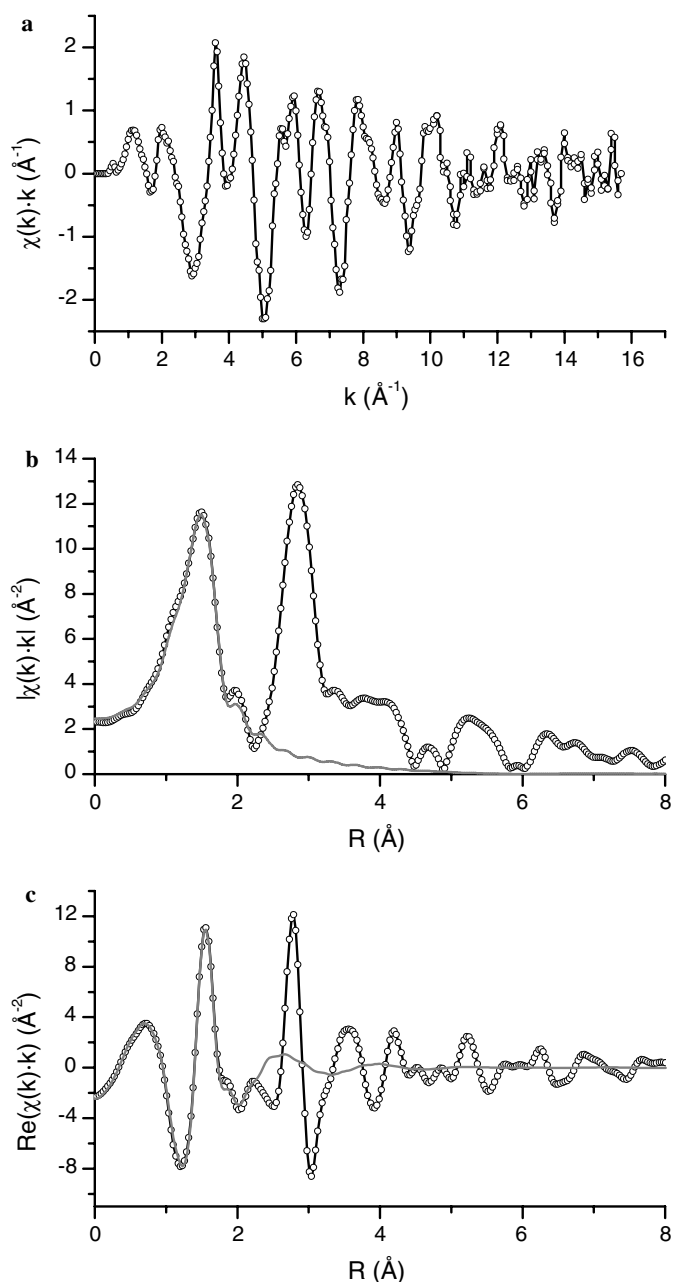 a
2
1
0
-1
-2
χ(k)·k (Å⁻¹)
0 2 4 6 8 10 12 14 16
k (Å⁻¹)
b
14
12
10
8
6
4
2
0
|χ(k)·k| (Å⁻²)
0 2 4 6 8
R (Å)
c
12
8
4
0
-4
-8
Re(χ(k)·k) (Å⁻²)
0 2 4 6 8
R (Å)